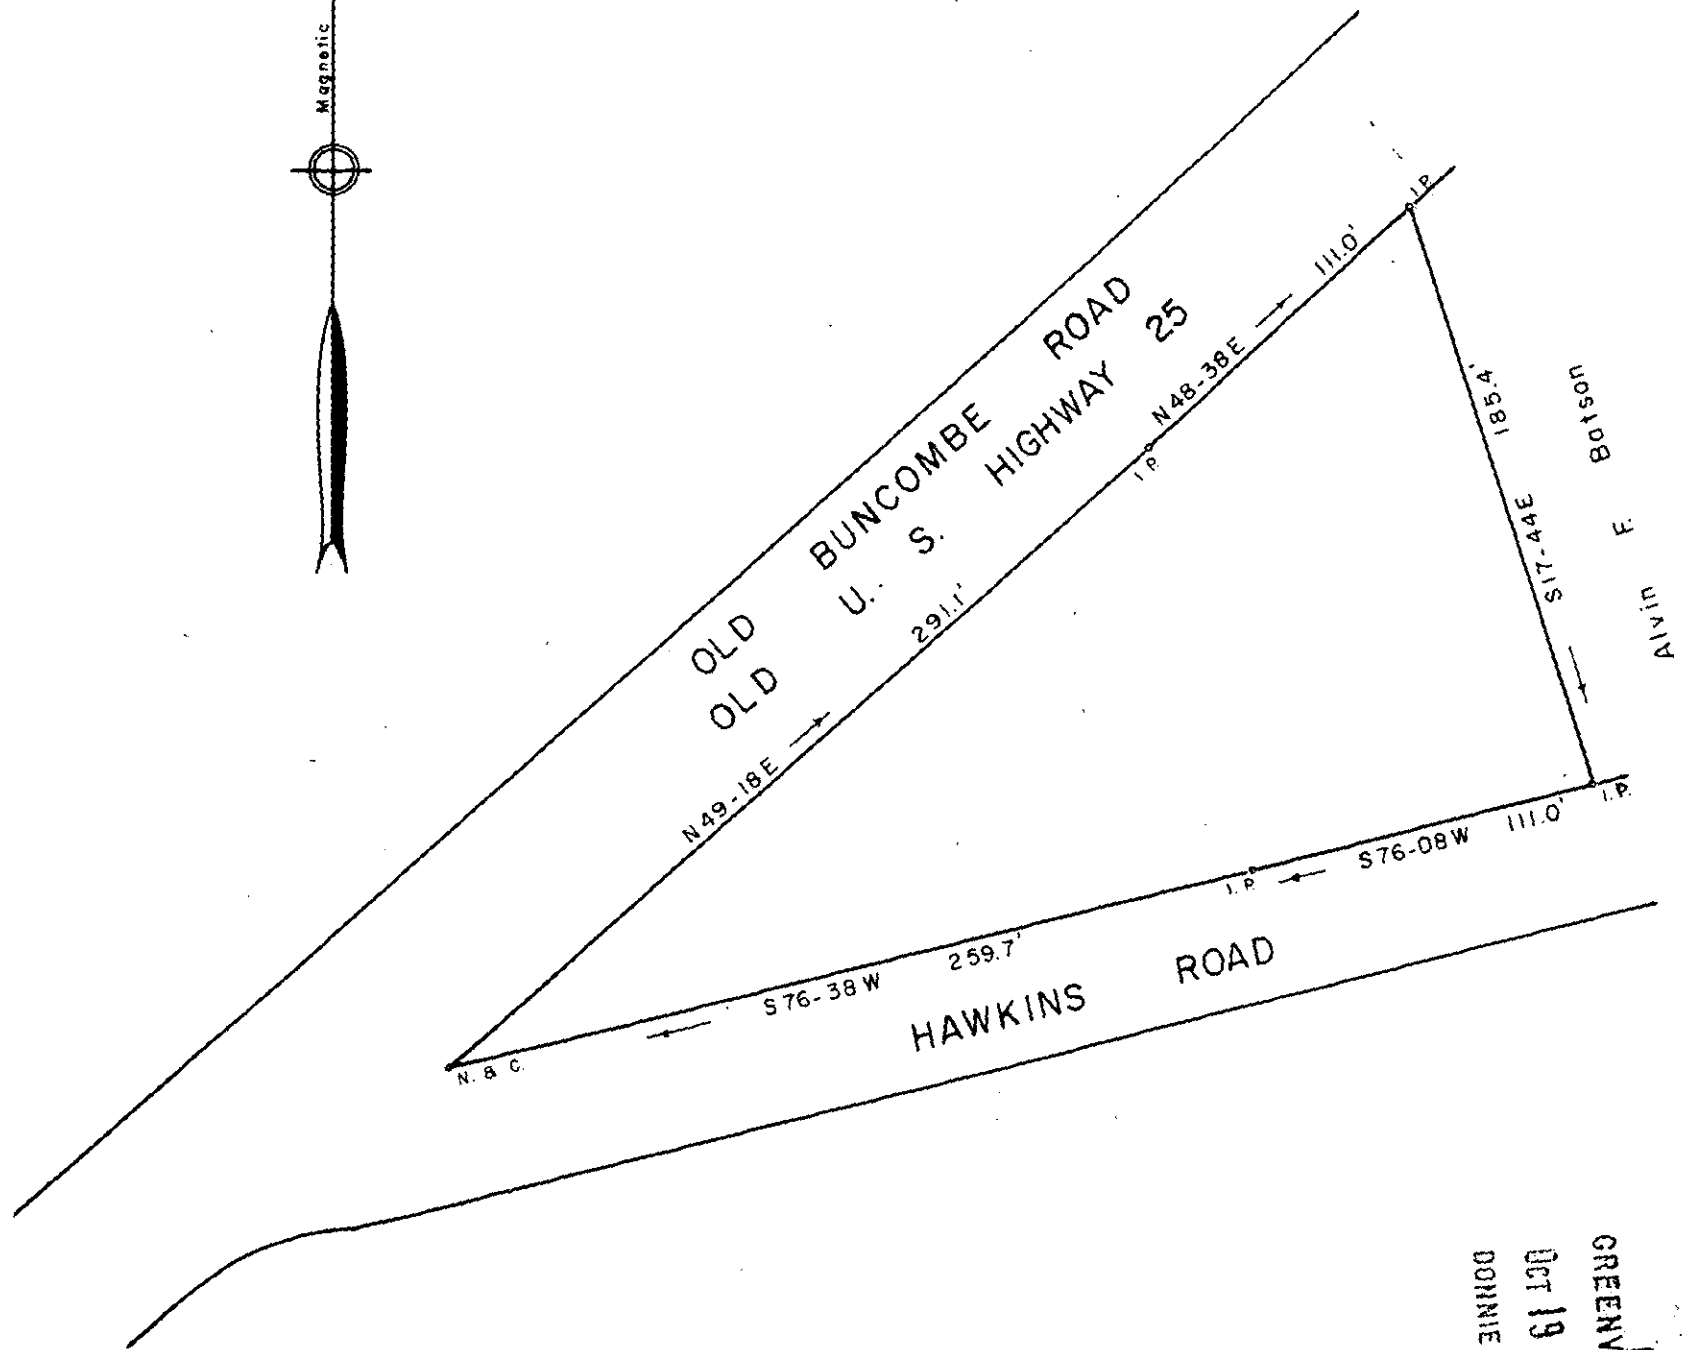 Magnetic
I.P.
111.0'
N48-38E
I.P.
OLD BUNCOMBE ROAD
OLD U. S. HIGHWAY 25
291.1'
N49-18E
185.4'
S17-44E
Alvin F. Batson
I.P.
111.0'
S76-08W
I.P.
259.7'
S76-38W
N. & C.
HAWKINS ROAD
GREENV
OCT 19
DONNIE